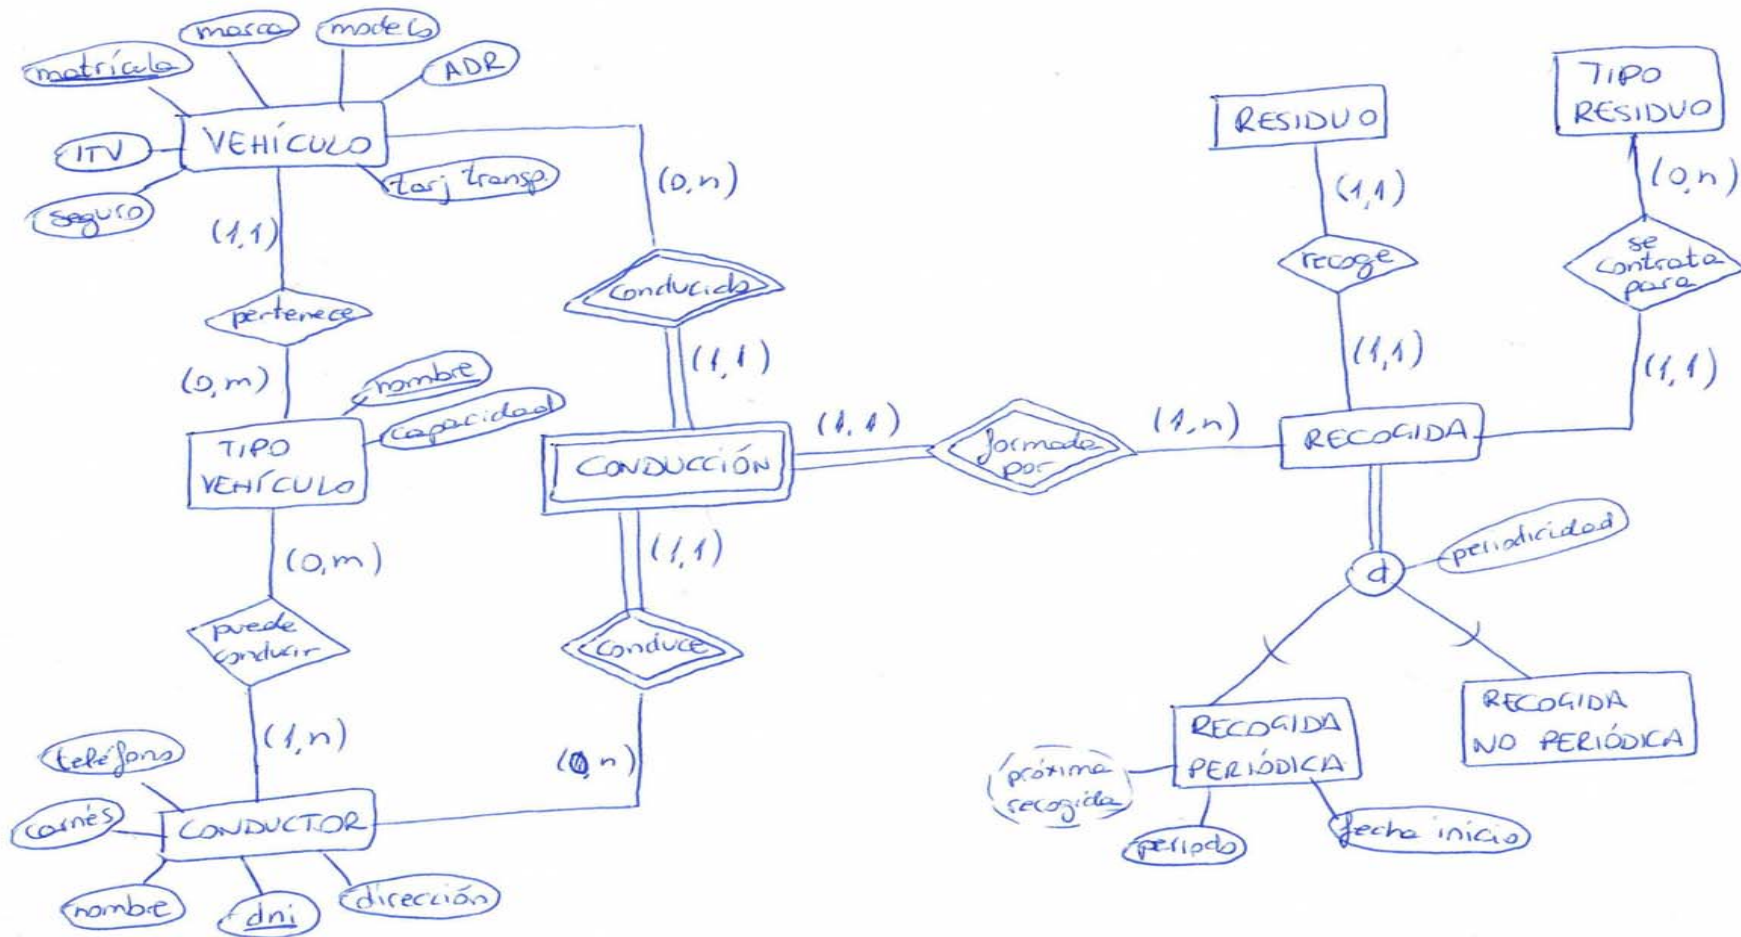 marca
modelo
matrícula
ADR
VEHÍCULO
ITV
seguro
tarj transp.
(1,1)
(0,n)
pertenece
conducido
(0,m)
(1,1)
nombre
capacidad
TIPO
VEHÍCULO
CONDUCCIÓN
(1,1)
formada
por
(1,n)
(0,m)
(1,1)
puede
conducir
conduce
(1,n)
(0,n)
teléfono
carnés
CONDUCTOR
nombre
dni
dirección
RESIDUO
TIPO
RESIDUO
(1,1)
(0,n)
recoge
se
contrata
para
(1,1)
(1,1)
RECOGIDA
periodicidad
d
RECOGIDA
PERIÓDICA
RECOGIDA
NO PERIÓDICA
próxima
recogida
periodo
fecha inicio